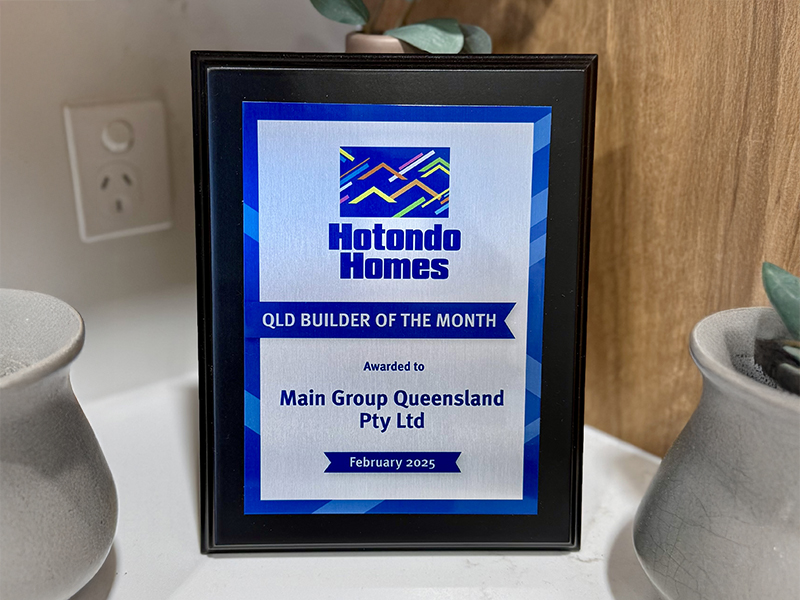 Hotondo
Homes
QLD BUILDER OF THE MONTH
Awarded to
Main Group Queensland
Pty Ltd
February 2025